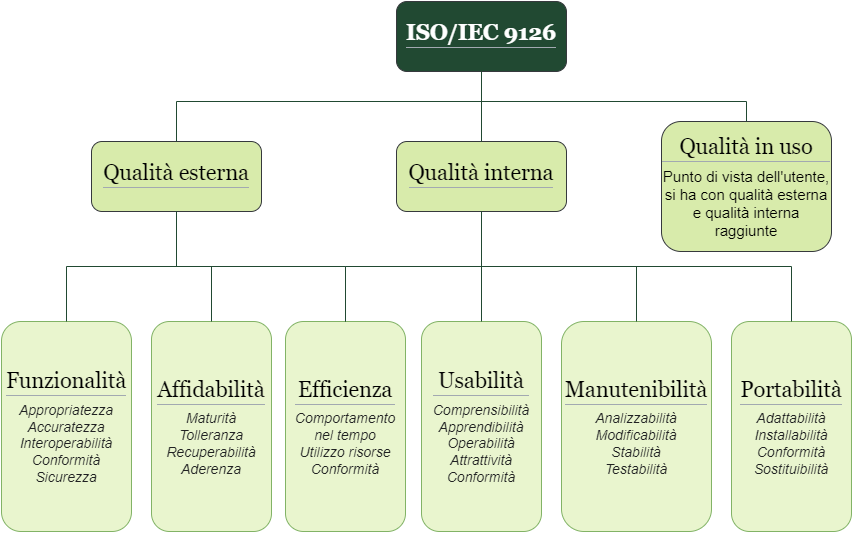 ISO/IEC 9126
Qualità esterna
Qualità interna
Qualità in uso
Punto di vista dell'utente,
si ha con qualità esterna
e qualità interna
raggiunte
Funzionalità
Appropriatezza
Accuratezza
Interoperabilità
Conformità
Sicurezza
Affidabilità
Maturità
Tolleranza
Recuperabilità
Aderenza
Efficienza
Comportamento
nel tempo
Utilizzo risorse
Conformità
Usabilità
Comprensibilità
Apprendibilità
Operabilità
Attrattività
Conformità
Manutenibilità
Analizzabilità
Modificabilità
Stabilità
Testabilità
Portabilità
Adattabilità
Installabilità
Conformità
Sostituibilità